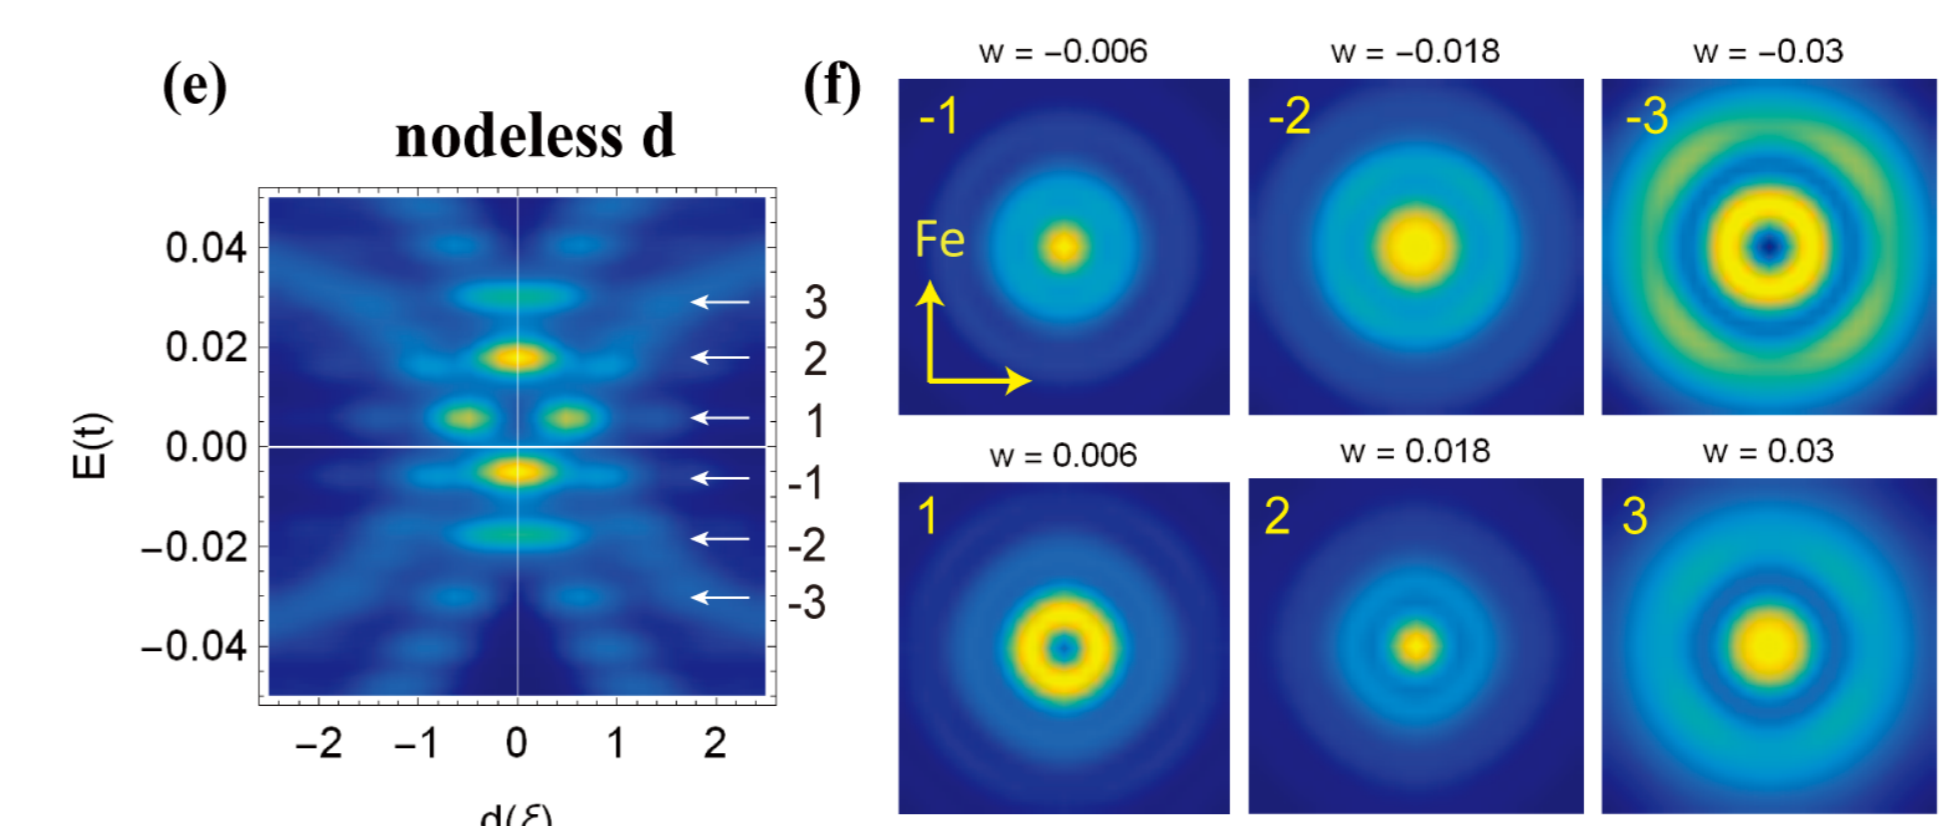 (e)
nodeless d
0.04
0.02
0.00
−0.02
−0.04
E(t)
−2 −1 0 1 2
d(ξ)
3
2
1
-1
-2
-3
(f)
w = −0.006
w = −0.018
w = −0.03
-1
-2
-3
Fe
w = 0.006
w = 0.018
w = 0.03
1
2
3